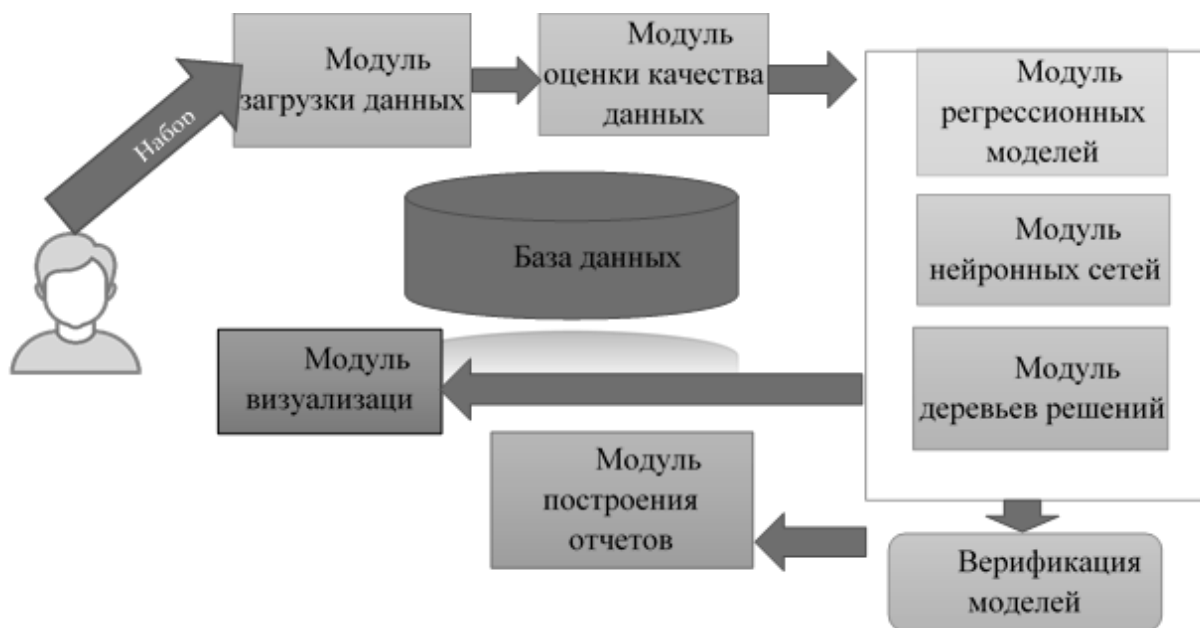 Набор
Модуль
загрузки данных
Модуль
оценки качества
данных
Модуль
регрессионных
моделей
Модуль
нейронных сетей
Модуль
деревьев решений
База данных
Модуль
визуализаци
Модуль
построения
отчетов
Верификация
моделей